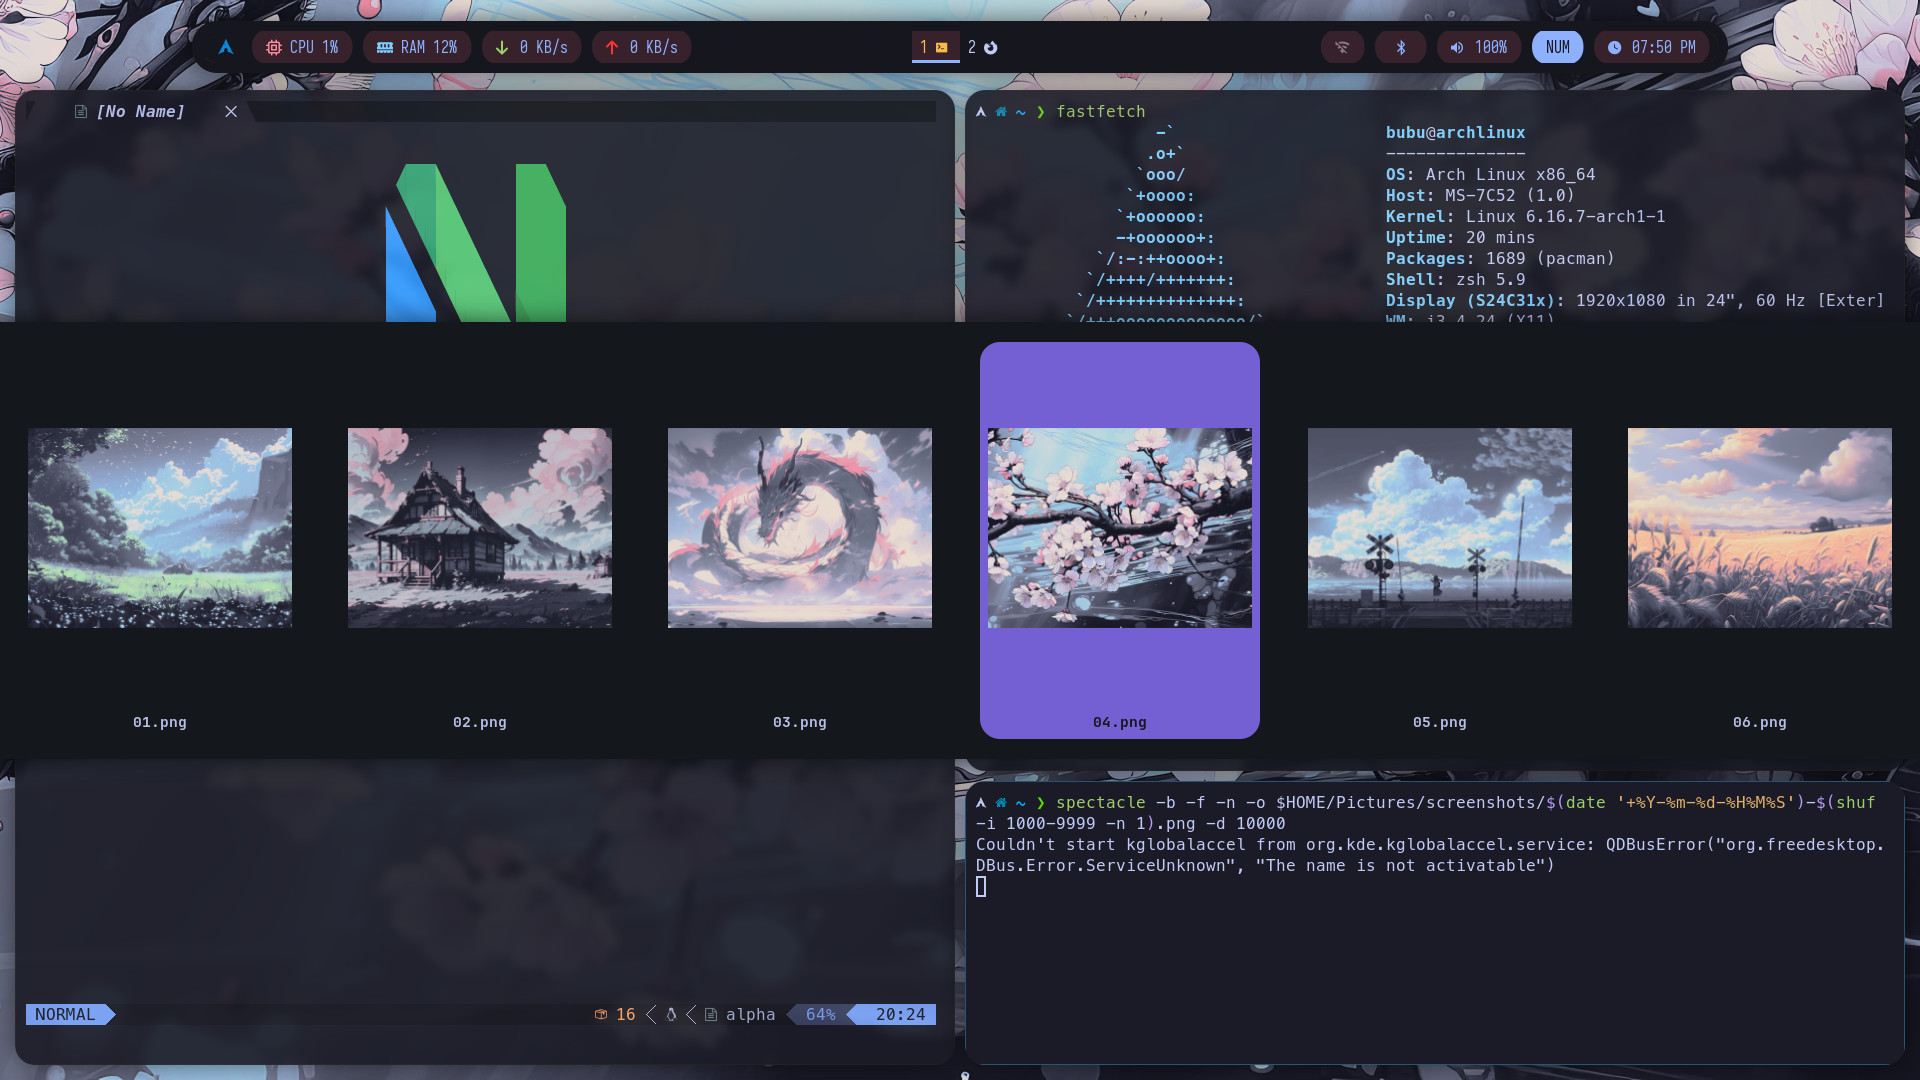 CPU 1% RAM 12% 0 KB/s 0 KB/s 1 2 100% NUM 07:50 PM
[No Name]
~ ❯ fastfetch
-`
.o+`
`ooo/
`+oooo:
`+oooooo:
-+oooooo+:
`/:-:++oooo+:
`/++++/+++++++:
`/++++++++++++++:
`/+++ooooooooooooo/`
bubu@archlinux
--------------
OS: Arch Linux x86_64
Host: MS-7C52 (1.0)
Kernel: Linux 6.16.7-arch1-1
Uptime: 20 mins
Packages: 1689 (pacman)
Shell: zsh 5.9
Display (S24C31x): 1920x1080 in 24", 60 Hz [Exter]
WM: i3 4.24 (X11)
01.png
02.png
03.png
04.png
05.png
06.png
~ ❯ spectacle -b -f -n -o $HOME/Pictures/screenshots/$(date '+%Y-%m-%d-%H%M%S')-$(shuf
-i 1000-9999 -n 1).png -d 10000
Couldn't start kglobalaccel from org.kde.kglobalaccel.service: QDBusError("org.freedesktop.
DBus.Error.ServiceUnknown", "The name is not activatable")
NORMAL 16 alpha 64% 20:24